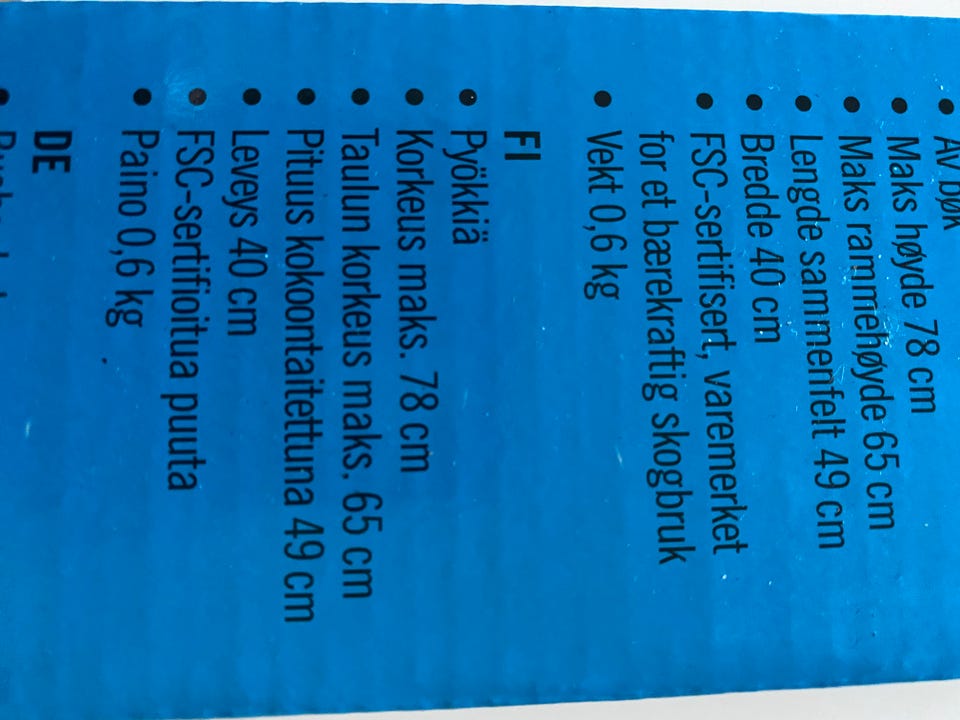 • Av bøk
• Maks høyde 78 cm
• Maks rammehøyde 65 cm
• Lengde sammenfelt 49 cm
• Bredde 40 cm
• FSC-sertifisert, varemerket
for et bærekraftig skogbruk
• Vekt 0,6 kg
FI
• Pyökkiä
• Korkeus maks. 78 cm
• Taulun korkeus maks. 65 cm
• Pituus kokoontaitettuna 49 cm
• Leveys 40 cm
• FSC-sertifioitua puuta
• Paino 0,6 kg
DE